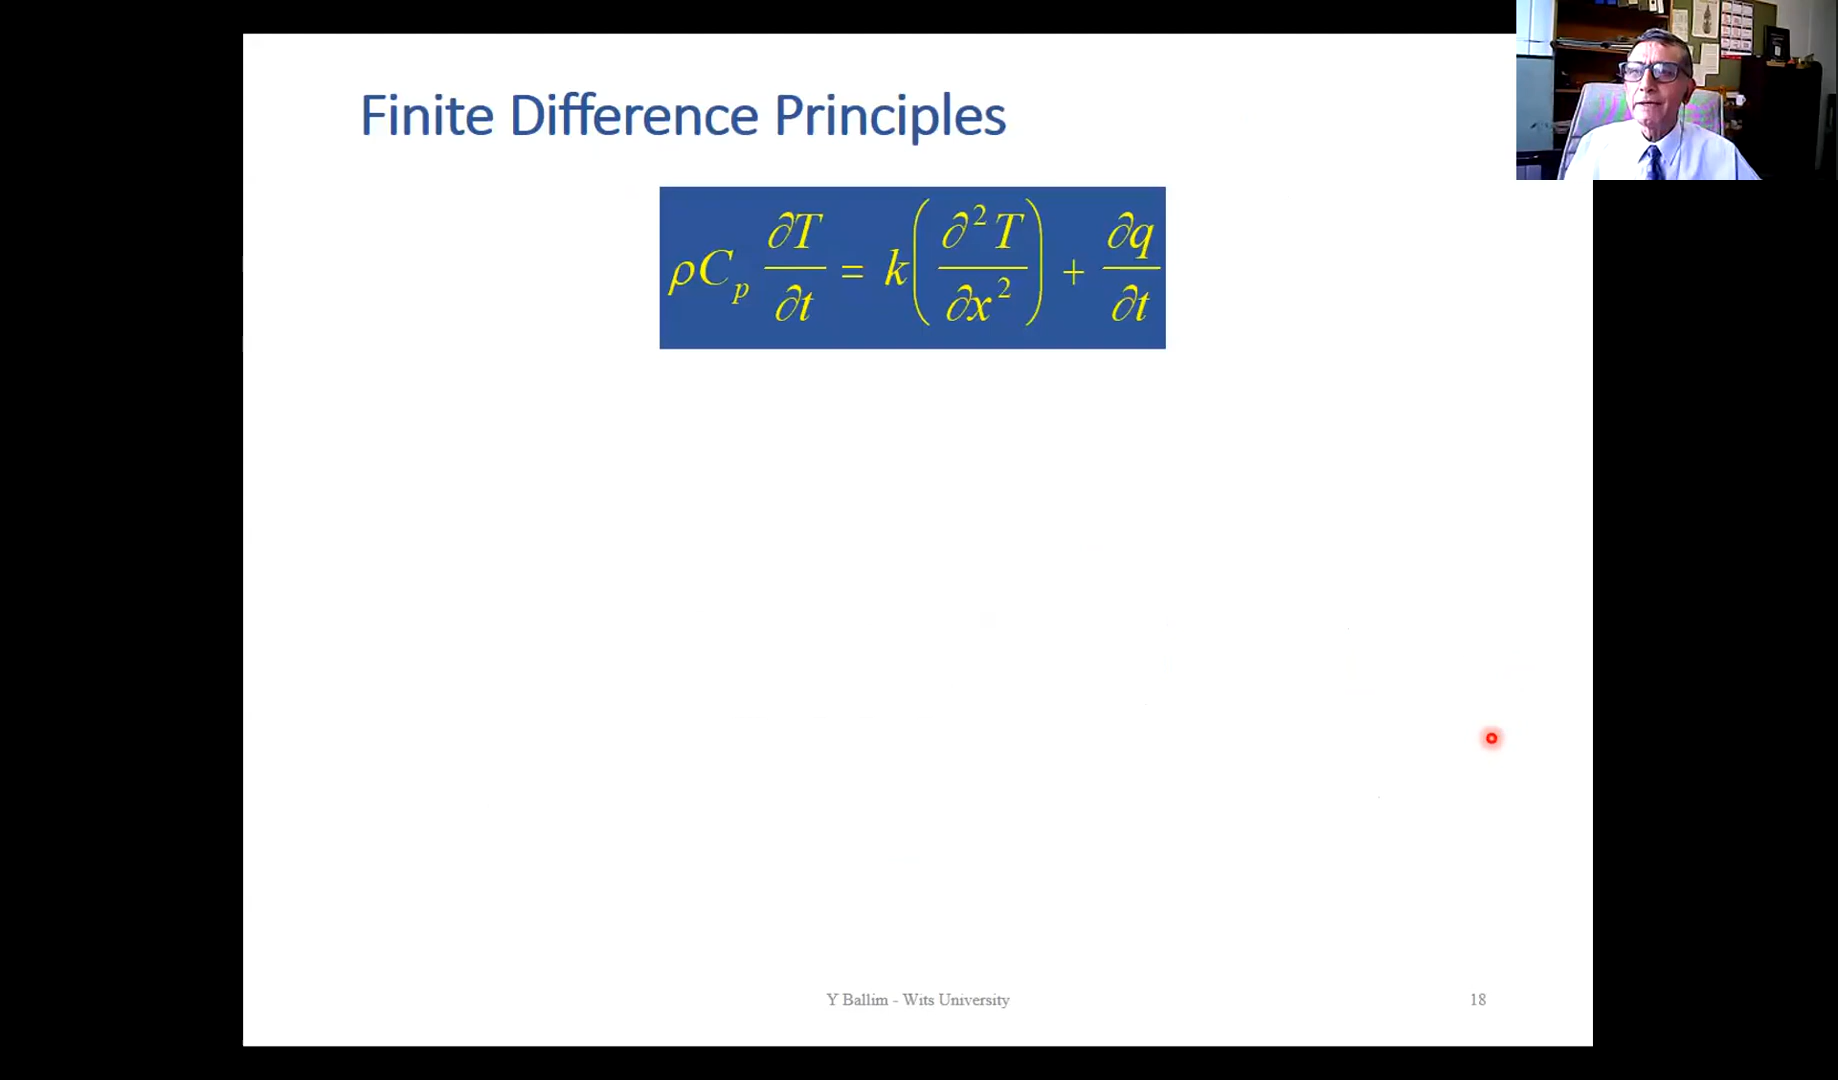 Finite Difference Principles
ρC_p ∂T/∂t = k(∂²T/∂x²) + ∂q/∂t
Y Ballim - Wits University
18